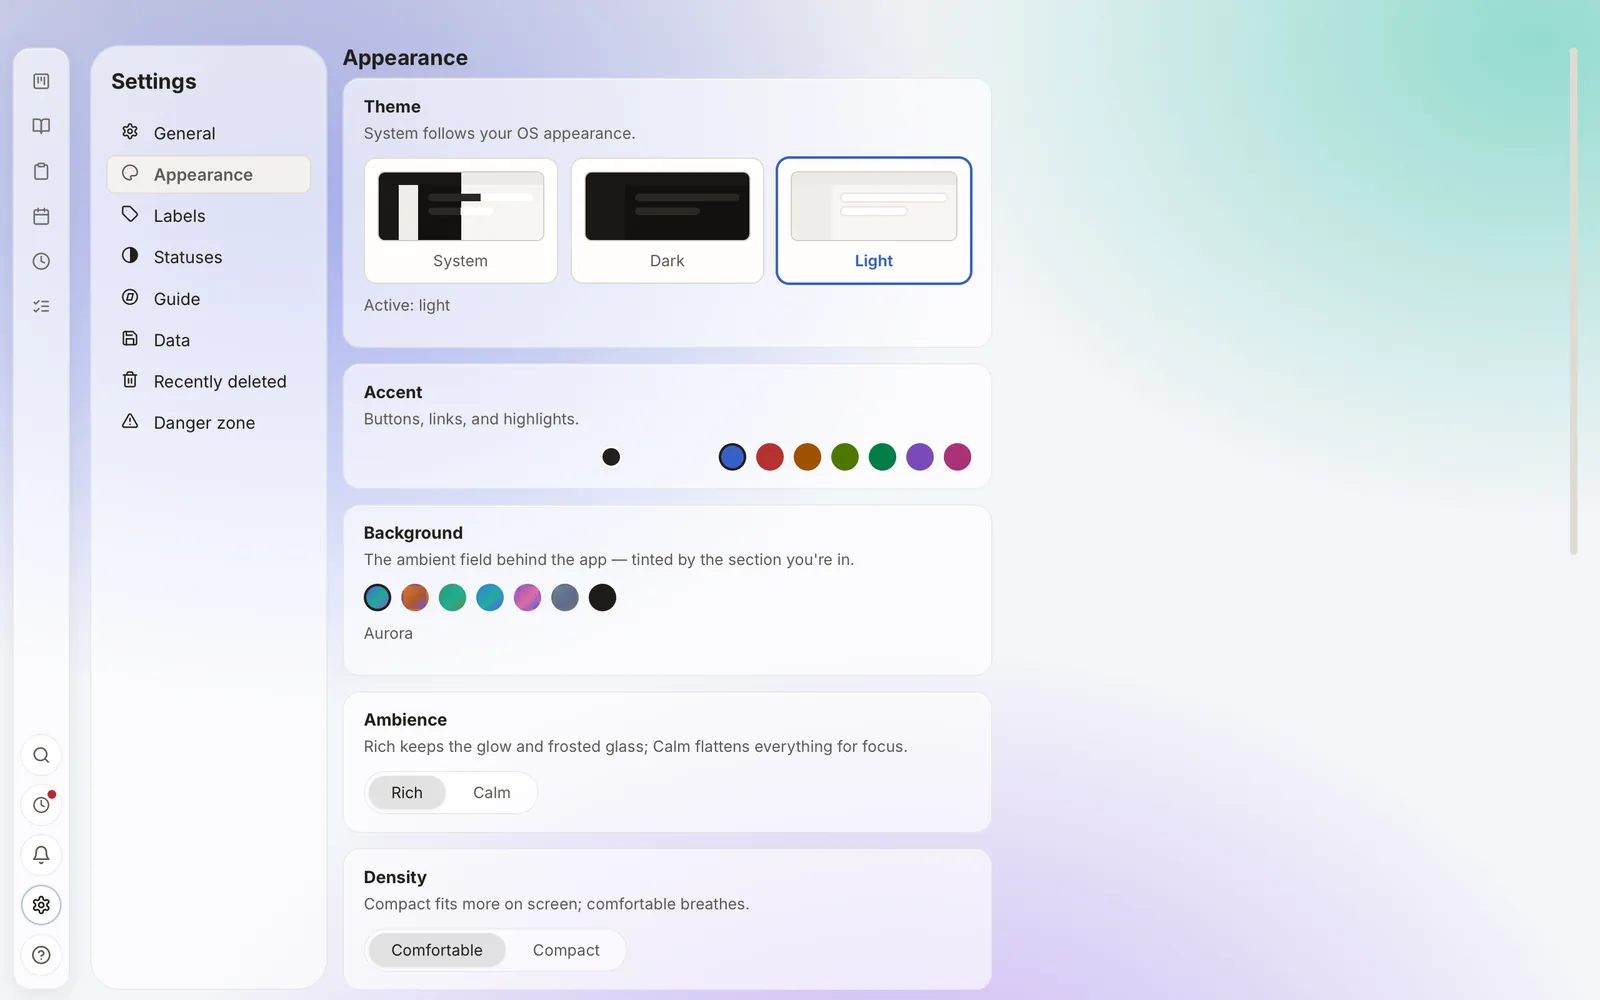 Settings
General
Appearance
Labels
Statuses
Guide
Data
Recently deleted
Danger zone
Appearance
Theme
System follows your OS appearance.
System
Dark
Light
Active: light
Accent
Buttons, links, and highlights.
Background
The ambient field behind the app — tinted by the section you're in.
Aurora
Ambience
Rich keeps the glow and frosted glass; Calm flattens everything for focus.
Rich
Calm
Density
Compact fits more on screen; comfortable breathes.
Comfortable
Compact